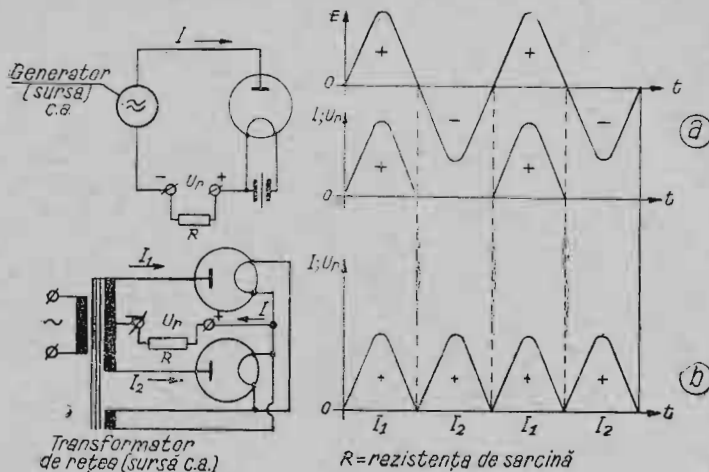 I
Generator
(sursă)
c.a.
≈
− Ur +
R
E
+ +
0 t
− −
a
I;Ur
+ +
0 t
I1
~
Ur + I
R
I2
Transformator
de rețea (sursă c.a.)
I;Ur
+ + + +
0 t
I1 I2 I1 I2
b
R=rezistența de sarcină